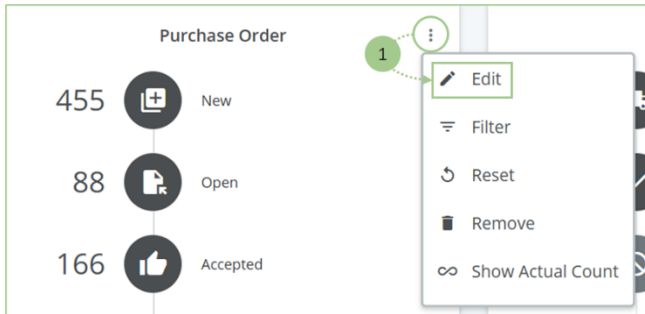 Purchase Order
1
455 New
88 Open
166 Accepted
Edit
Filter
Reset
Remove
Show Actual Count